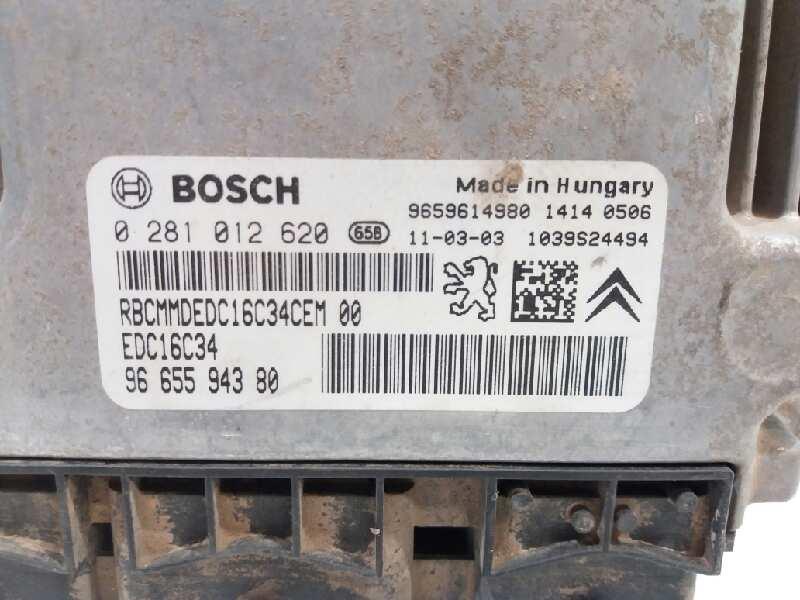 BOSCH
Made in Hungary
0 281 012 620 65B
9659614980 1414 0506
11-03-03 1039S24494
RBCMMDEDC16C34CEM 00
EDC16C34
96 655 943 80